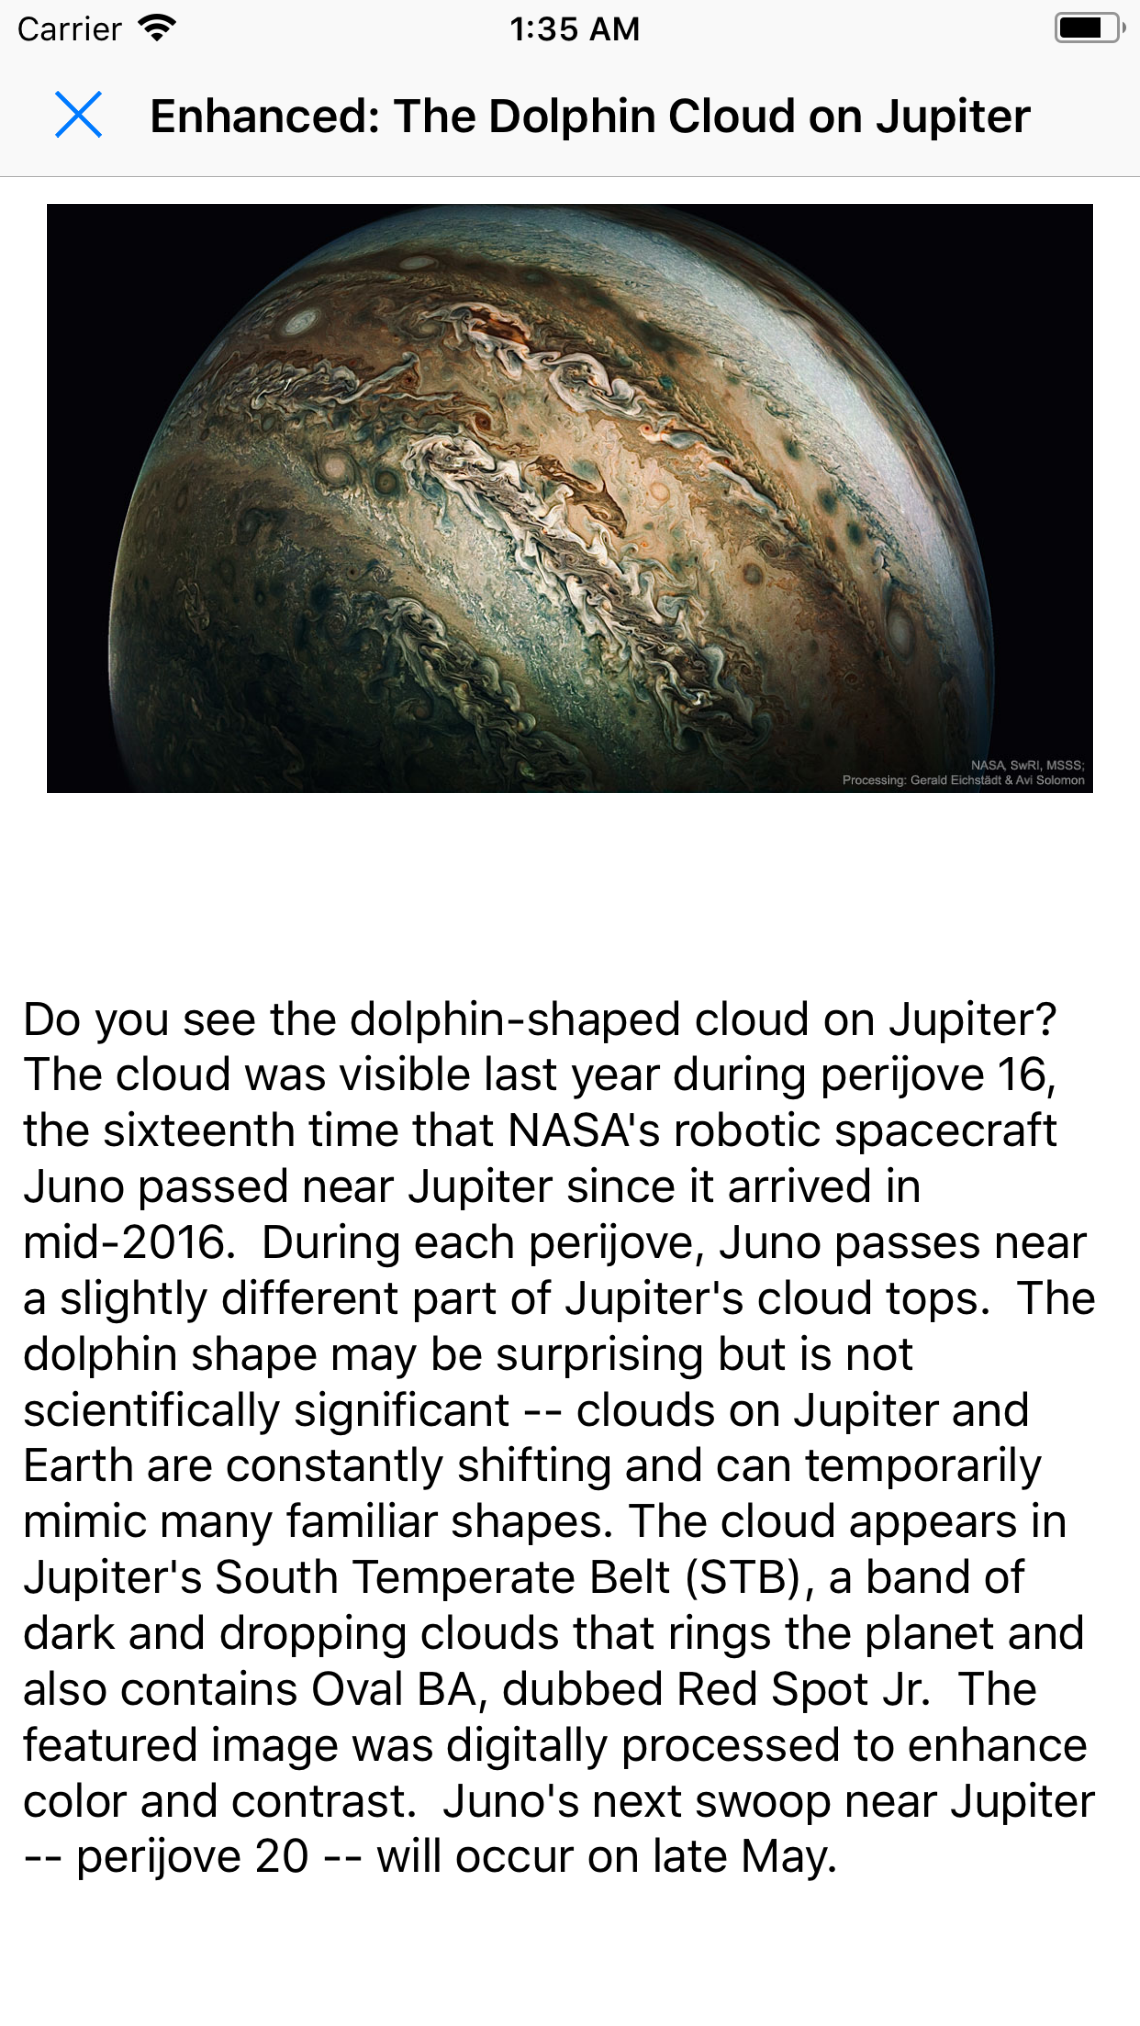 Carrier 1:35 AM
Enhanced: The Dolphin Cloud on Jupiter
NASA, SwRI, MSSS;
Processing: Gerald Eichstädt & Avi Solomon
Do you see the dolphin-shaped cloud on Jupiter?
The cloud was visible last year during perijove 16,
the sixteenth time that NASA's robotic spacecraft
Juno passed near Jupiter since it arrived in
mid-2016.  During each perijove, Juno passes near
a slightly different part of Jupiter's cloud tops.  The
dolphin shape may be surprising but is not
scientifically significant -- clouds on Jupiter and
Earth are constantly shifting and can temporarily
mimic many familiar shapes. The cloud appears in
Jupiter's South Temperate Belt (STB), a band of
dark and dropping clouds that rings the planet and
also contains Oval BA, dubbed Red Spot Jr.  The
featured image was digitally processed to enhance
color and contrast.  Juno's next swoop near Jupiter
-- perijove 20 -- will occur on late May.